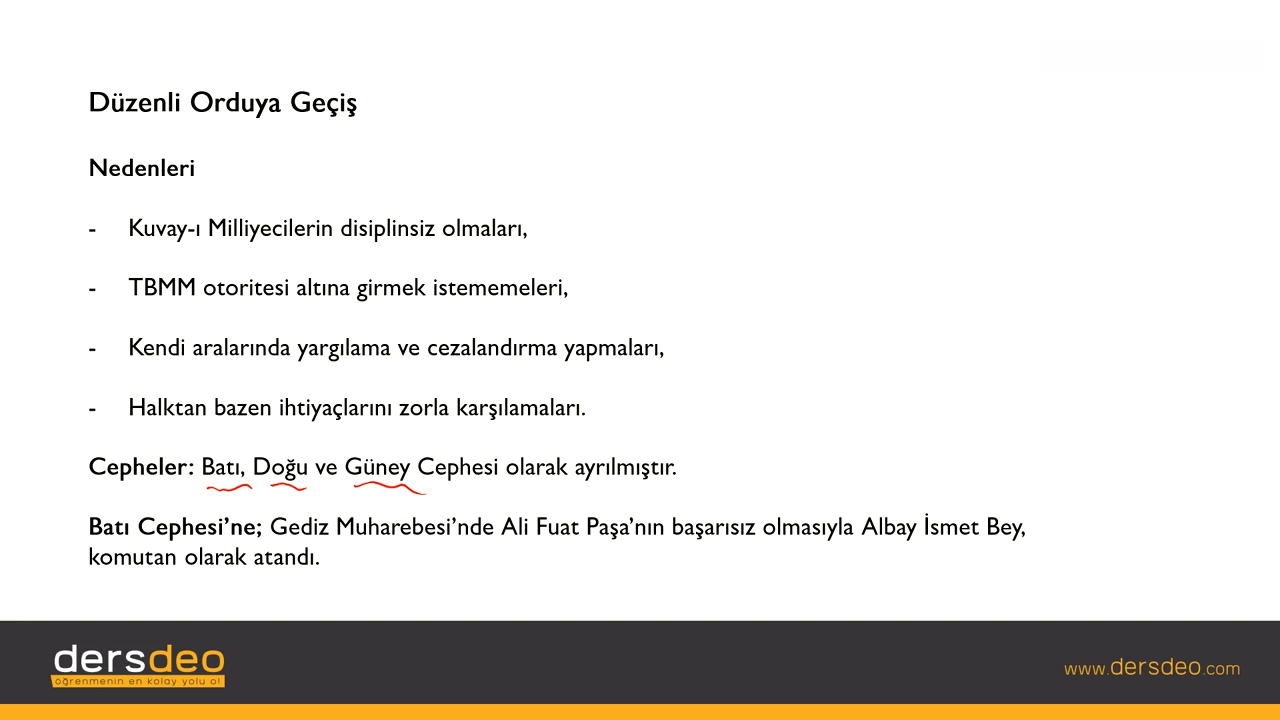 Düzenli Orduya Geçiş
Nedenleri
- Kuvay-ı Milliyecilerin disiplinsiz olmaları,
- TBMM otoritesi altına girmek istememeleri,
- Kendi aralarında yargılama ve cezalandırma yapmaları,
- Halktan bazen ihtiyaçlarını zorla karşılamaları.
Cepheler: Batı, Doğu ve Güney Cephesi olarak ayrılmıştır.
Batı Cephesi’ne; Gediz Muharebesi’nde Ali Fuat Paşa’nın başarısız olmasıyla Albay İsmet Bey,
komutan olarak atandı.
dersdeo
öğrenmenin en kolay yolu o!
www.dersdeo.com